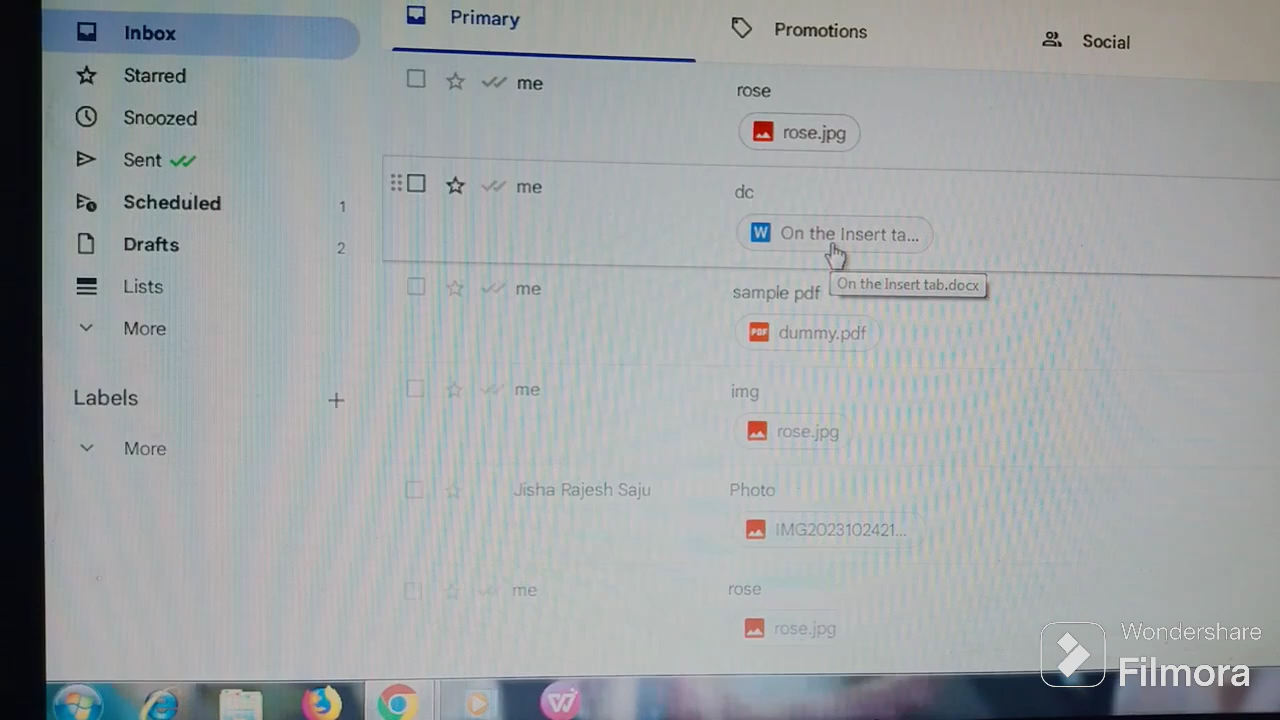 Inbox
Starred
Snoozed
Sent
Scheduled 1
Drafts 2
Lists
More
Labels +
More
Primary
Promotions
Social
me
rose
rose.jpg
me
dc
W On the Insert ta...
On the Insert tab.docx
me
sample pdf
PDF dummy.pdf
me
img
rose.jpg
Jisha Rajesh Saju
Photo
IMG2023102421...
me
rose
rose.jpg
Wondershare
Filmora